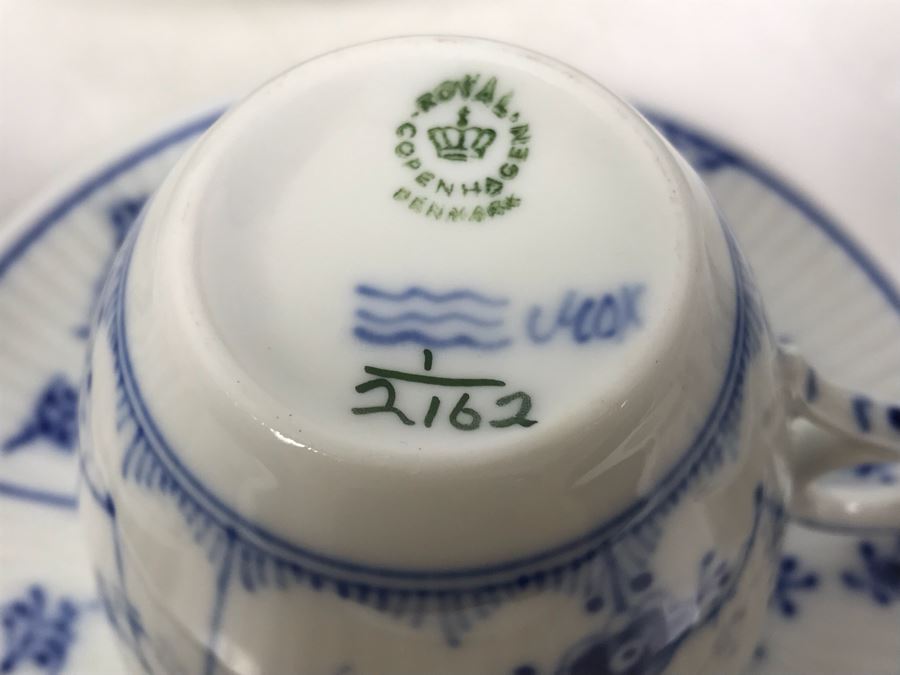 ROYAL
COPENHAGEN
DENMARK
1
2162